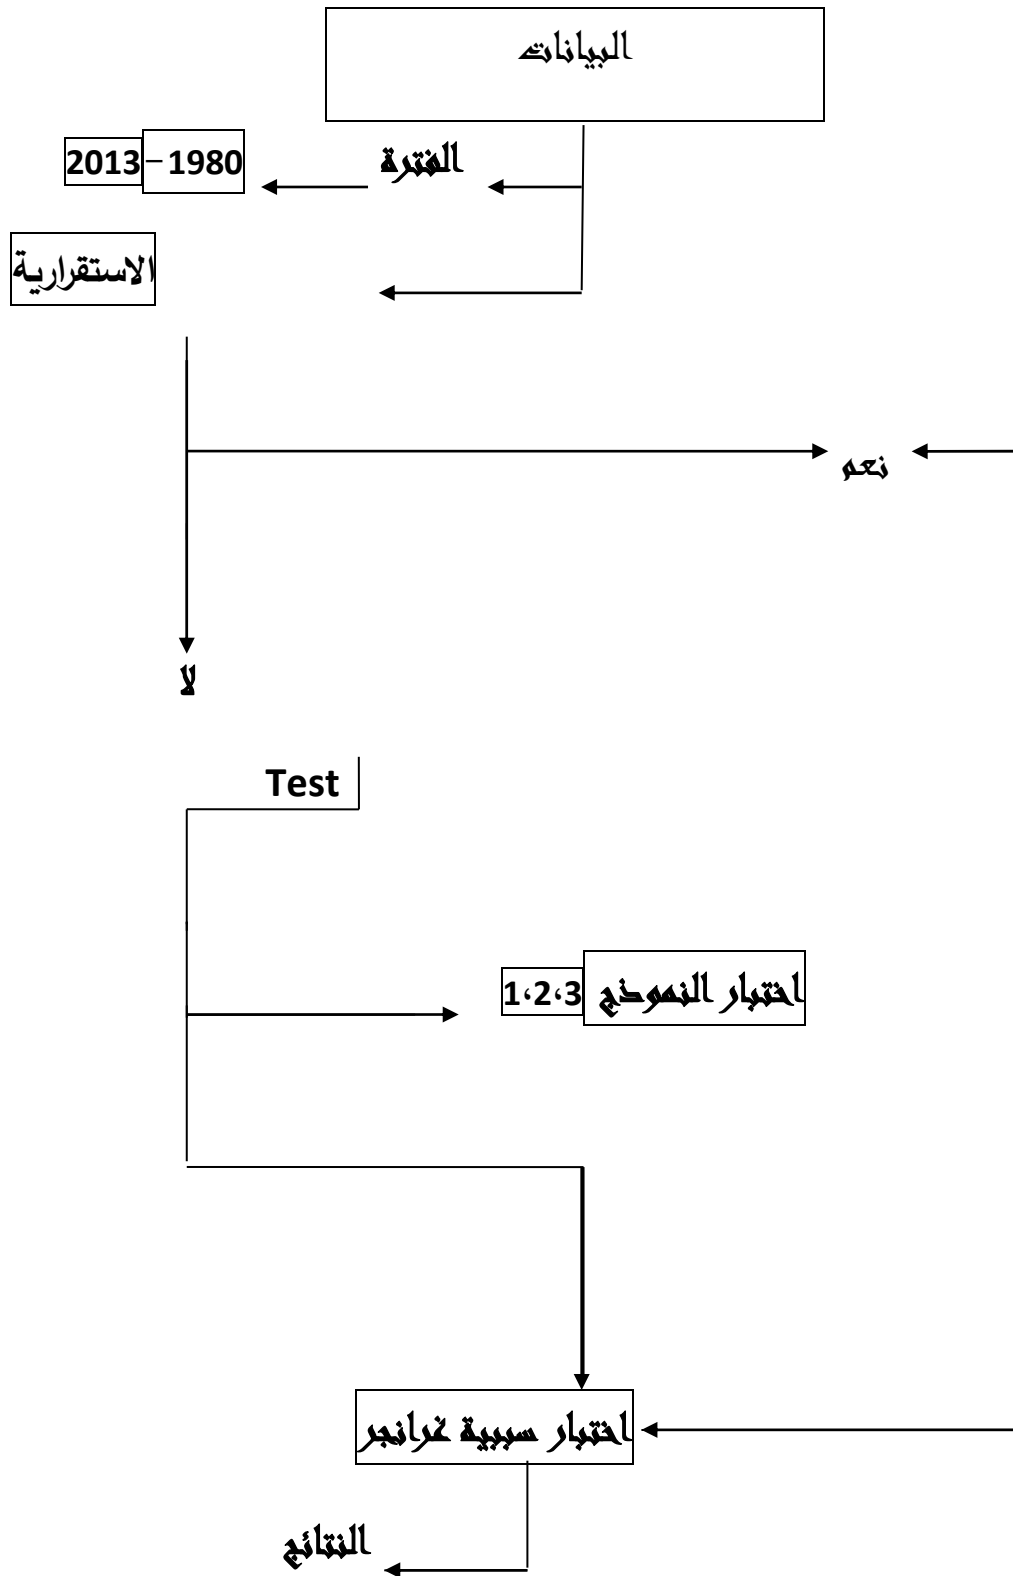 البيانات
الفترة 1980 – 2013
الاستقرارية
نعم
لا
Test
اختبار النموذج 1،2،3
اختبار سببية غرانجر
النتائج